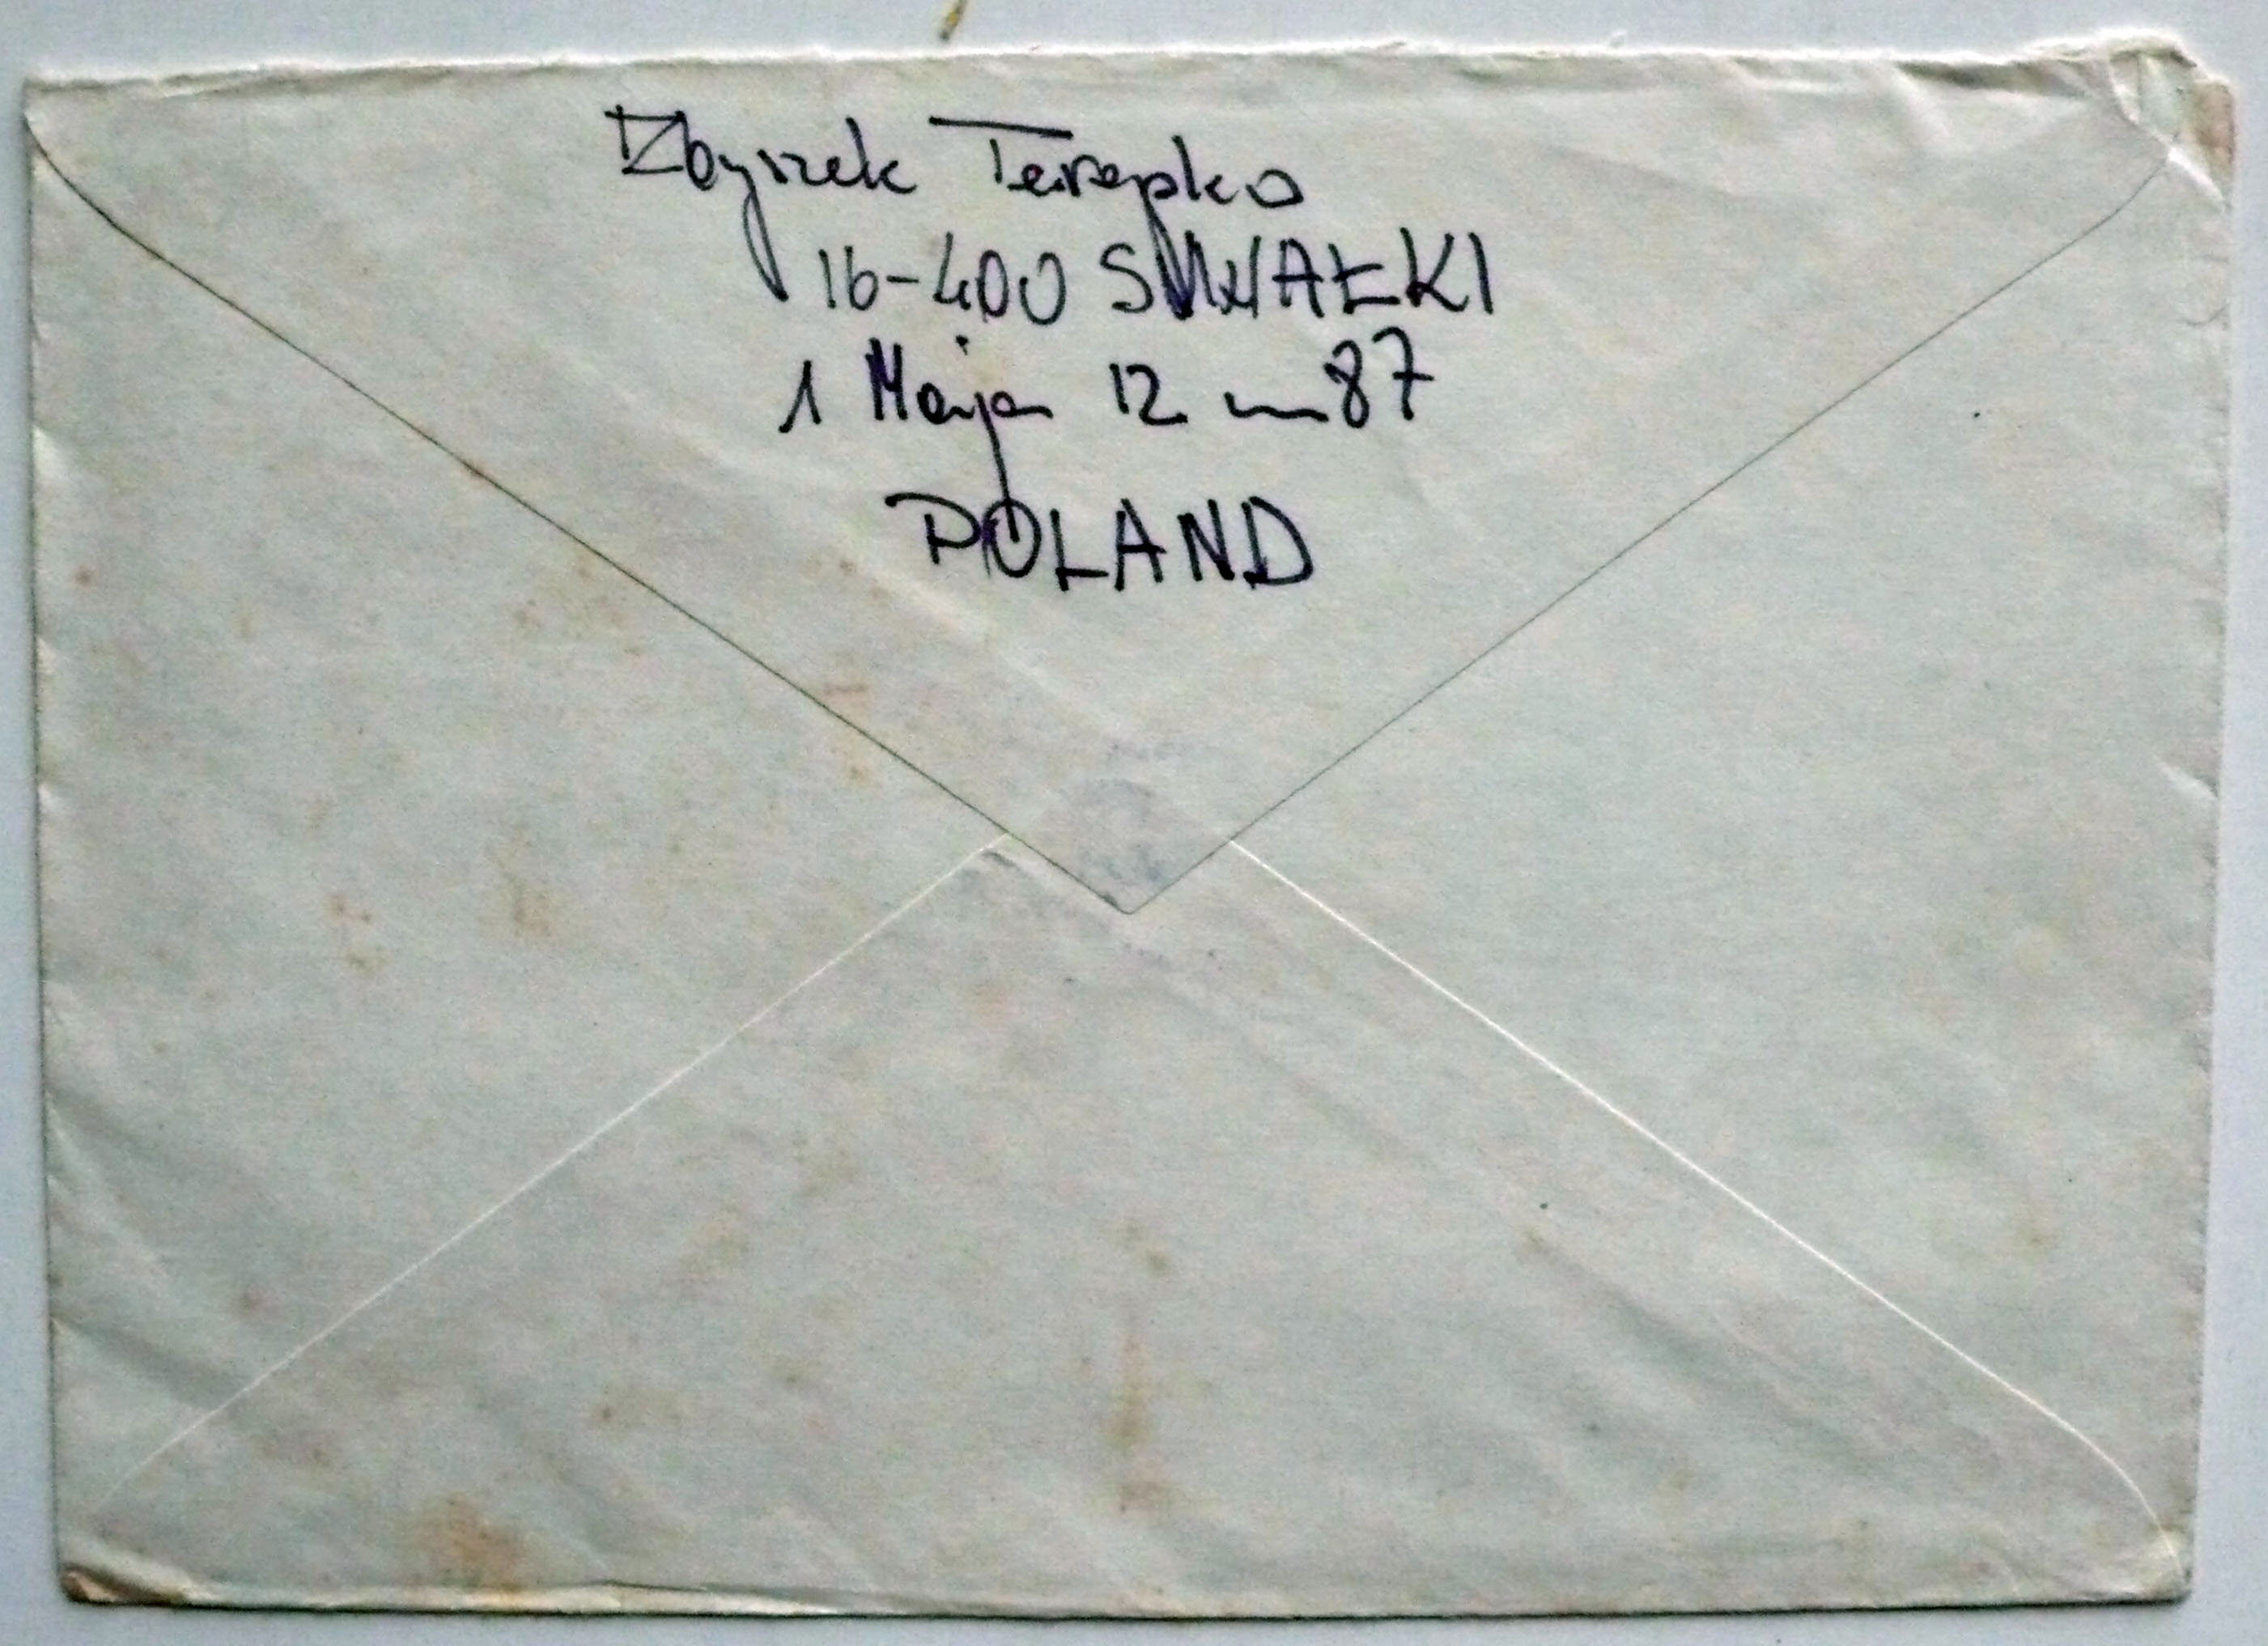 Zbyszek Terepko
16-400 SUWAŁKI
1 Maja 12 m 87
POLAND